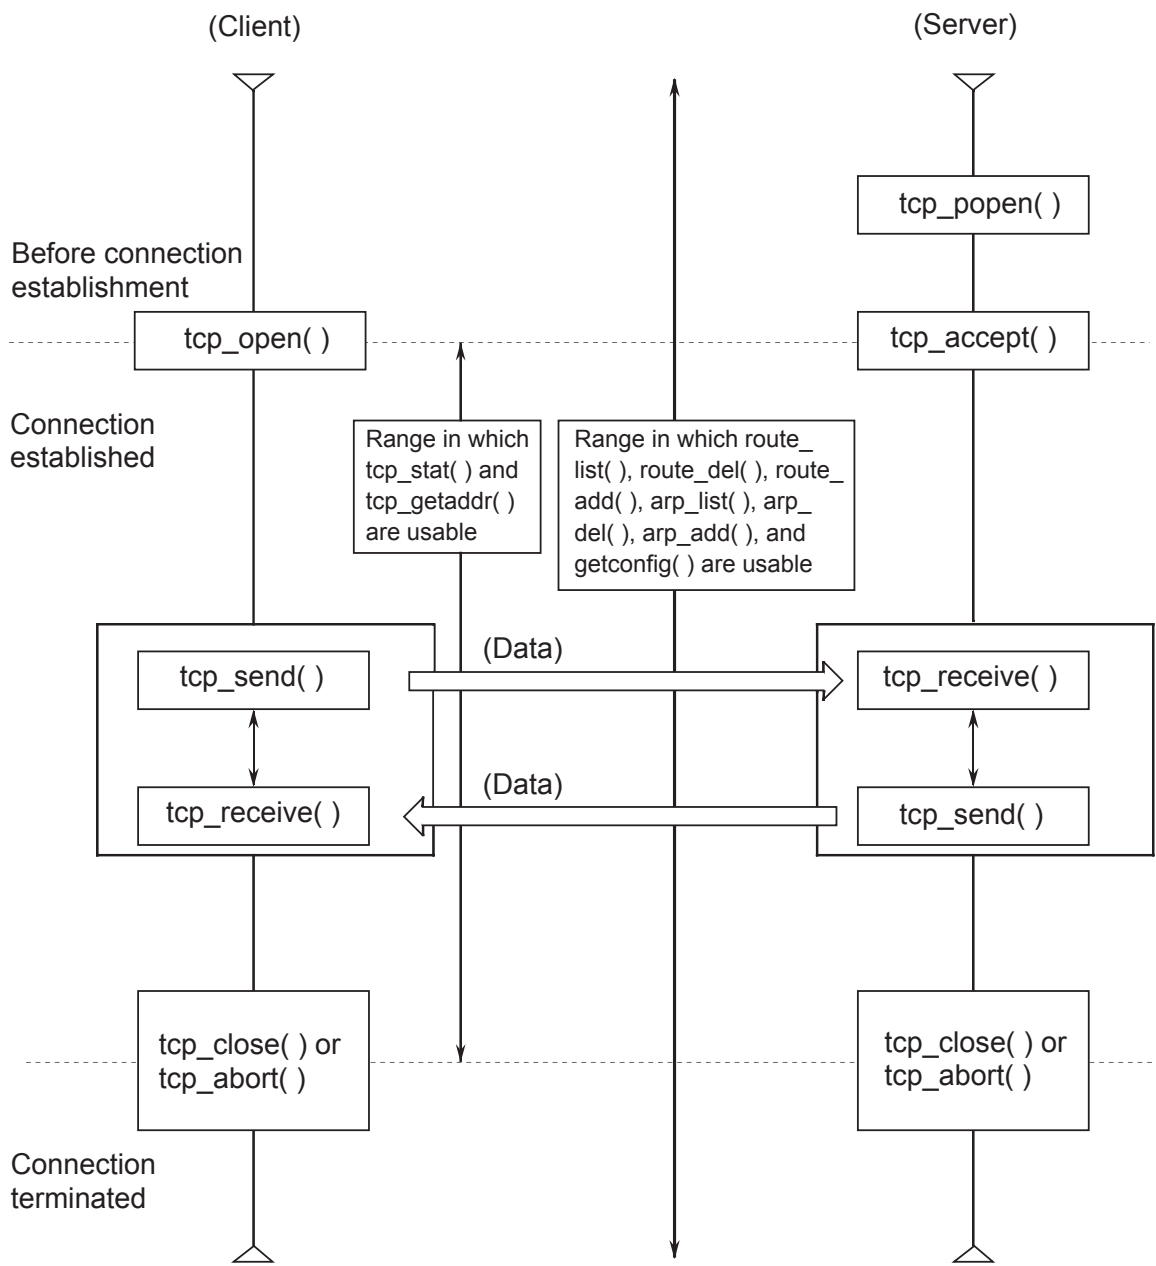 (Client)
(Server)
tcp_popen( )
Before connection
establishment
tcp_open( )
tcp_accept( )
Connection
established
Range in which
tcp_stat( ) and
tcp_getaddr( )
are usable
Range in which route_
list( ), route_del( ), route_
add( ), arp_list( ), arp_
del( ), arp_add( ), and
getconfig( ) are usable
(Data)
tcp_send( )
tcp_receive( )
(Data)
tcp_receive( )
tcp_send( )
tcp_close( ) or
tcp_abort( )
tcp_close( ) or
tcp_abort( )
Connection
terminated